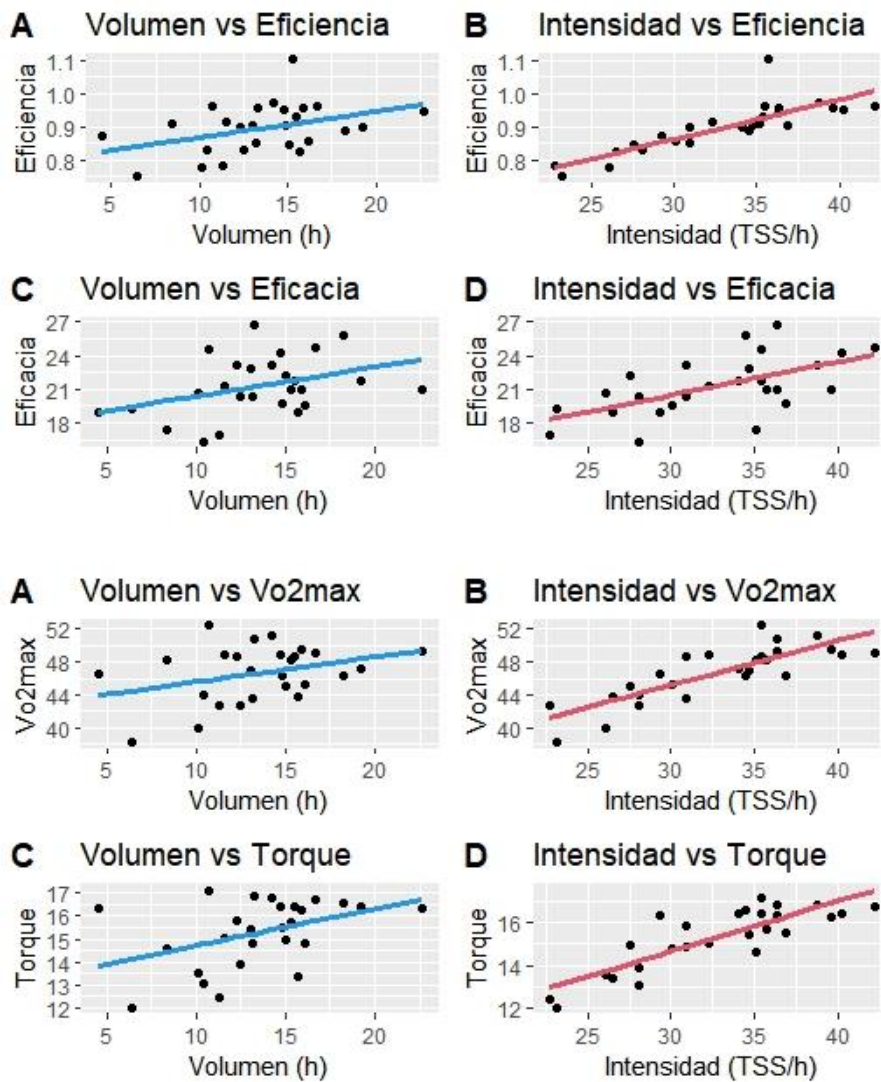 A Volumen vs Eficiencia
Eficiencia
1.1
1.0
0.9
0.8
5 10 15 20
Volumen (h)
B Intensidad vs Eficiencia
Eficiencia
1.1
1.0
0.9
0.8
25 30 35 40
Intensidad (TSS/h)
C Volumen vs Eficacia
Eficacia
27
24
21
18
5 10 15 20
Volumen (h)
D Intensidad vs Eficacia
Eficacia
27
24
21
18
25 30 35 40
Intensidad (TSS/h)
A Volumen vs Vo2max
Vo2max
52
48
44
40
5 10 15 20
Volumen (h)
B Intensidad vs Vo2max
Vo2max
52
48
44
40
25 30 35 40
Intensidad (TSS/h)
C Volumen vs Torque
Torque
17
16
15
14
13
12
5 10 15 20
Volumen (h)
D Intensidad vs Torque
Torque
16
14
12
25 30 35 40
Intensidad (TSS/h)